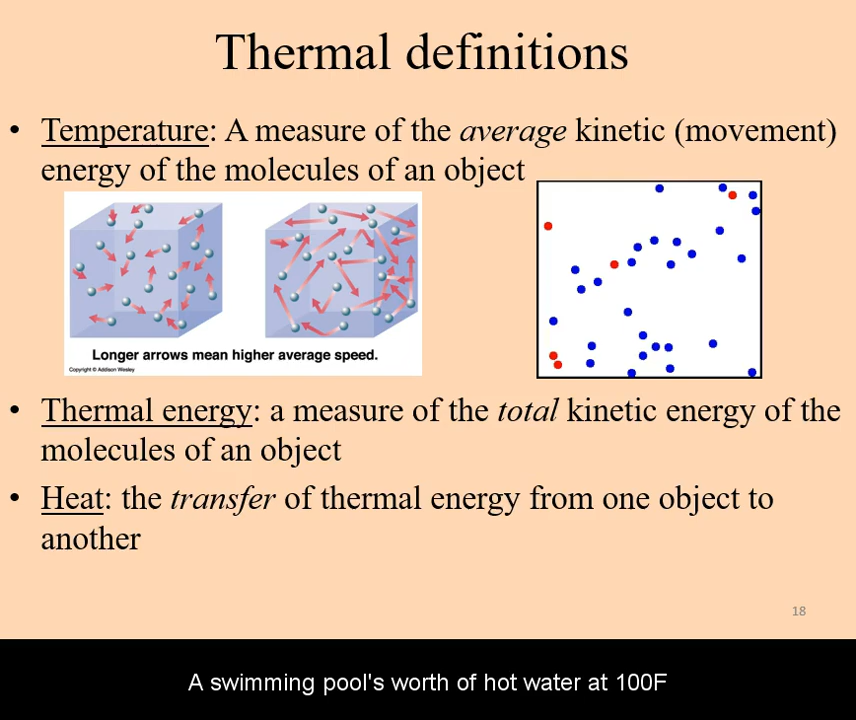 Thermal definitions
• Temperature: A measure of the average kinetic (movement)
energy of the molecules of an object
Longer arrows mean higher average speed.
Copyright © Addison Wesley
• Thermal energy: a measure of the total kinetic energy of the
molecules of an object
• Heat: the transfer of thermal energy from one object to
another
18
A swimming pool's worth of hot water at 100F